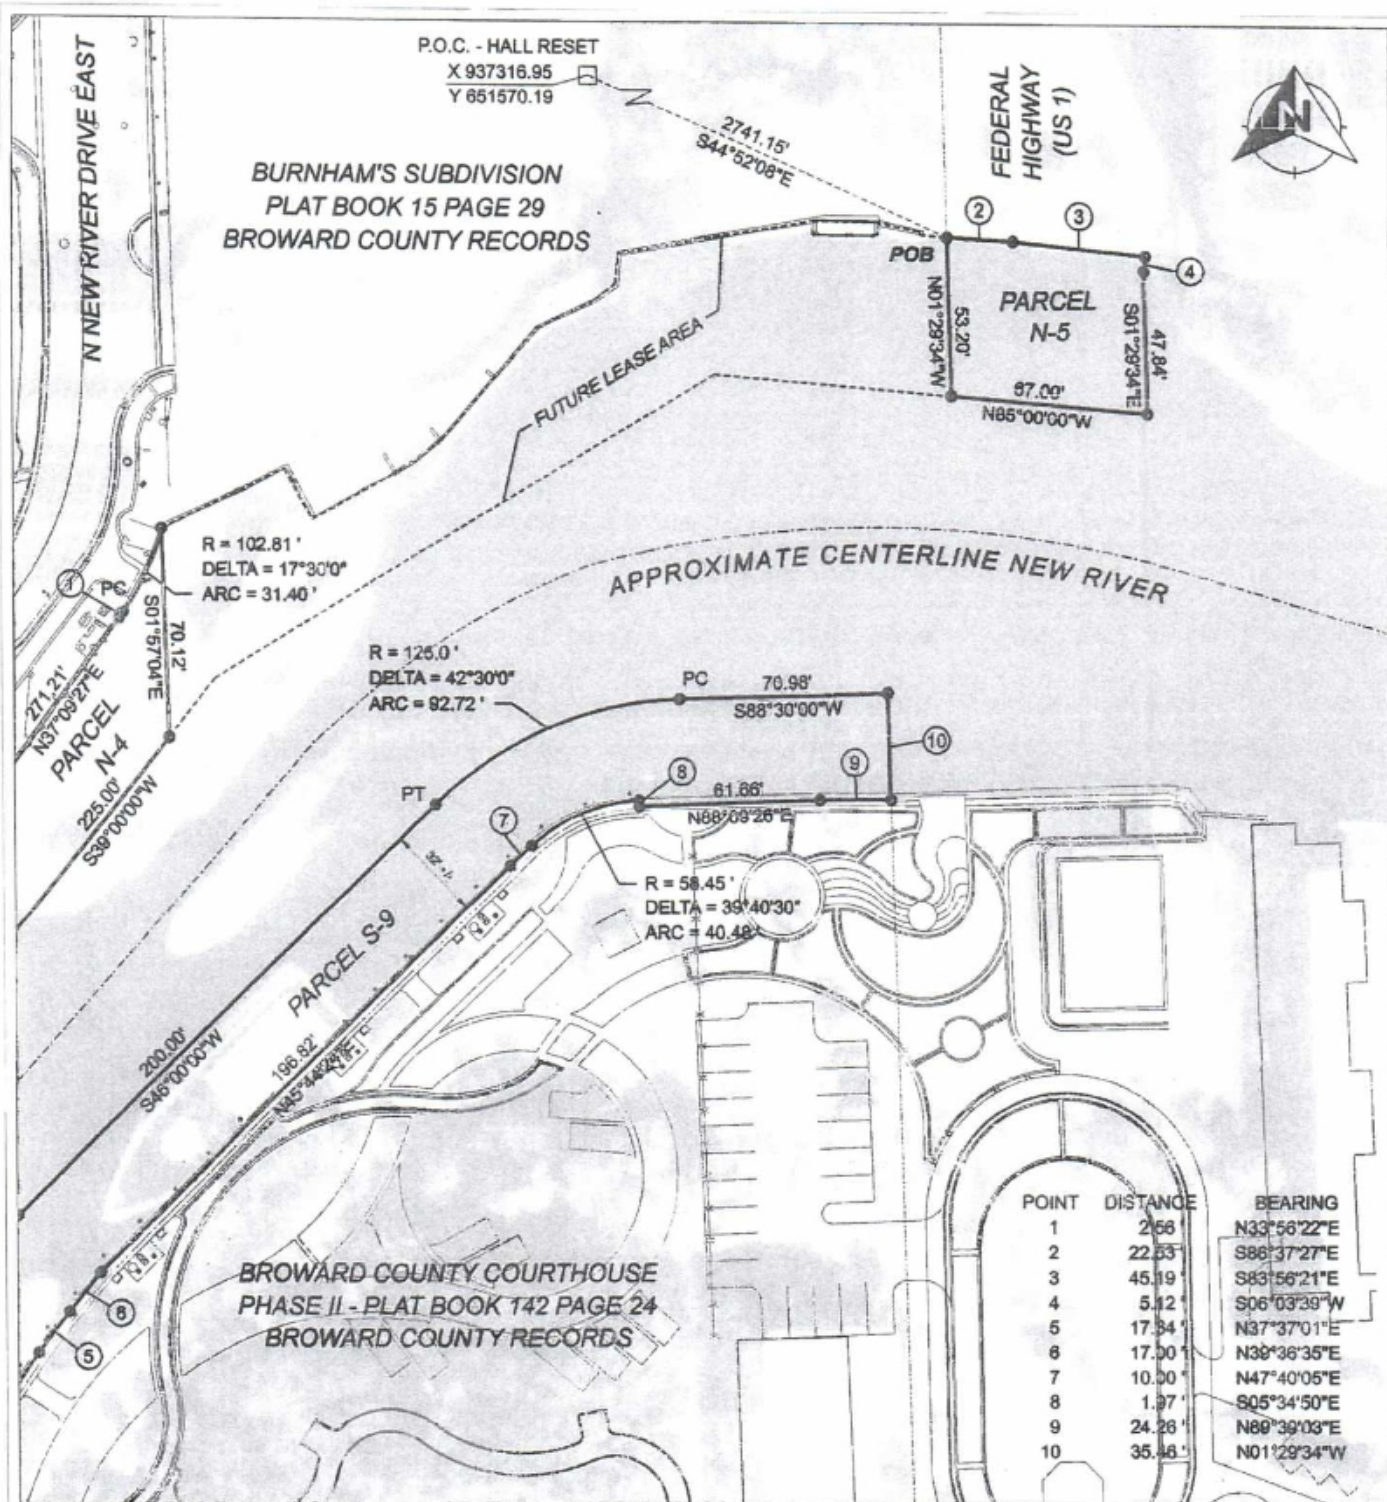 P.O.C. - HALL RESET
X 937316.95
Y 651570.19
N NEW RIVER DRIVE EAST
BURNHAM'S SUBDIVISION
PLAT BOOK 15 PAGE 29
BROWARD COUNTY RECORDS
2741.15'
S44°52'08"E
FEDERAL
HIGHWAY
(US 1)
N
2
3
4
POB
PARCEL
N-5
N01°29'34"W
53.20'
S01°29'34"E
47.84'
67.00'
N85°00'00"W
FUTURE LEASE AREA
APPROXIMATE CENTERLINE NEW RIVER
R = 102.81 '
DELTA = 17°30'0"
ARC = 31.40 '
1
PC
S01°57'04"E
70.12'
271.21'
N37°09'27"E
PARCEL
N-4
225.00'
S39°00'00"W
R = 125.0 '
DELTA = 42°30'0"
ARC = 92.72 '
PC
70.98'
S88°30'00"W
10
9
8
61.66'
N88°09'26"E
PT
7
R = 58.45 '
DELTA = 39°40'30"
ARC = 40.48
PARCEL S-9
200.00'
S46°00'00"W
196.82'
N45°44'24"E
6
5
BROWARD COUNTY COURTHOUSE
PHASE II - PLAT BOOK 142 PAGE 24
BROWARD COUNTY RECORDS
POINT DISTANCE BEARING
1 2.56 ' N33°56'22"E
2 22.53 ' S86°37'27"E
3 45.19 ' S83°56'21"E
4 5.12 ' S06°03'39"W
5 17.34 ' N37°37'01"E
6 17.00 ' N39°36'35"E
7 10.00 ' N47°40'05"E
8 1.97 ' S05°34'50"E
9 24.26 ' N89°39'03"E
10 35.46 ' N01°29'34"W